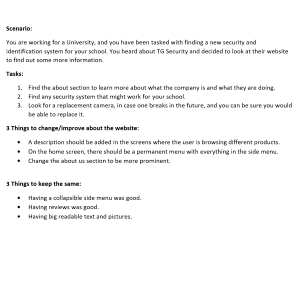 Scenario:
You are working for a University, and you have been tasked with finding a new security and
identification system for your school. You heard about TG Security and decided to look at their website
to find out some more information.
Tasks:
1. Find the about section to learn more about what the company is and what they are doing.
2. Find any security system that might work for your school.
3. Look for a replacement camera, in case one breaks in the future, and you can be sure you would
be able to replace it.
3 Things to change/improve about the website:
• A description should be added in the screens where the user is browsing different products.
• On the home screen, there should be a permanent menu with everything in the side menu.
• Change the about us section to be more prominent.
3 Things to keep the same:
• Having a collapsible side menu was good.
• Having reviews was good.
• Having big readable text and pictures.